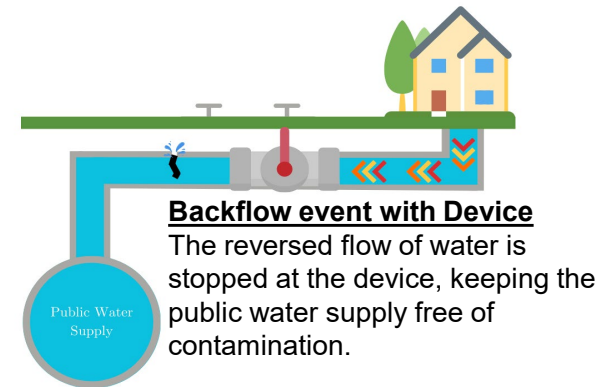 Backflow event with Device
The reversed flow of water is
stopped at the device, keeping the
public water supply free of
contamination.
Public Water
Supply